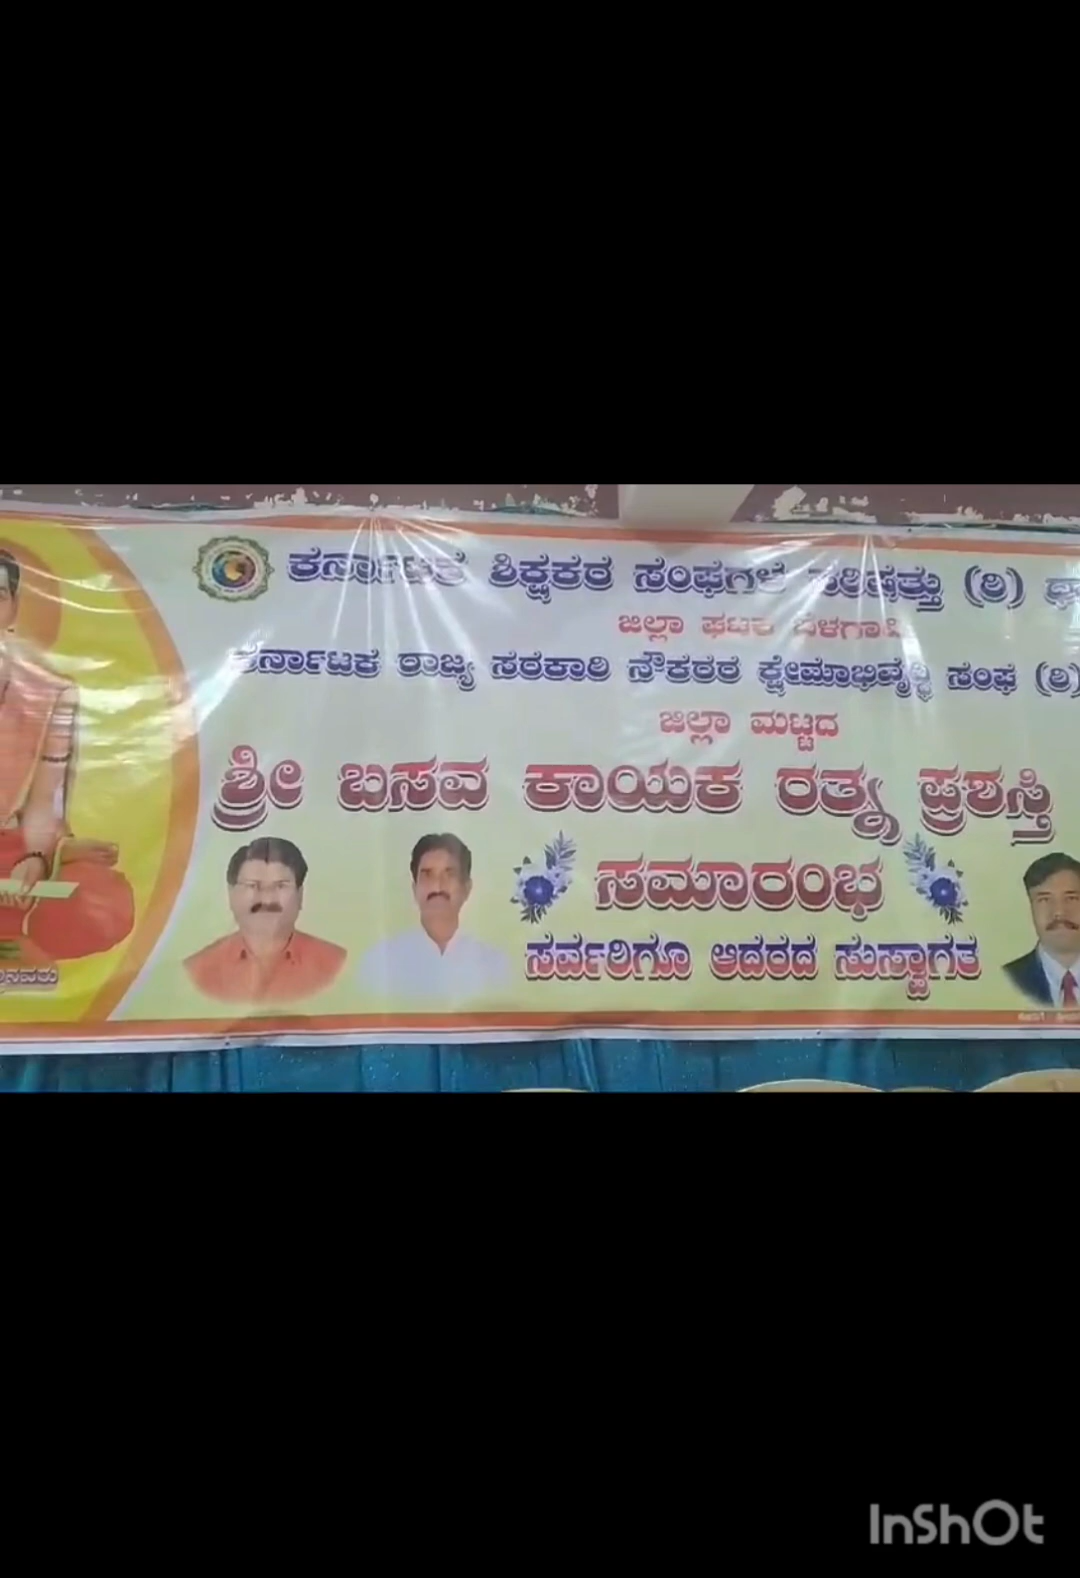 ಕರ್ನಾಟಕ ಶಿಕ್ಷಕರ ಸಂಘಗಳ ಪರಿಷತ್ತು (ರಿ)
ಜಿಲ್ಲಾ ಘಟಕ ಬೆಳಗಾವಿ
ಕರ್ನಾಟಕ ರಾಜ್ಯ ಸರಕಾರಿ ನೌಕರರ ಕ್ಷೇಮಾಭಿವೃದ್ಧಿ ಸಂಘ (ರಿ)
ಜಿಲ್ಲಾ ಮಟ್ಟದ
ಶ್ರೀ ಬಸವ ಕಾಯಕ ರತ್ನ ಪ್ರಶಸ್ತಿ
ಸಮಾರಂಭ
ಸರ್ವರಿಗೂ ಆದರದ ಸುಸ್ವಾಗತ
InShOt